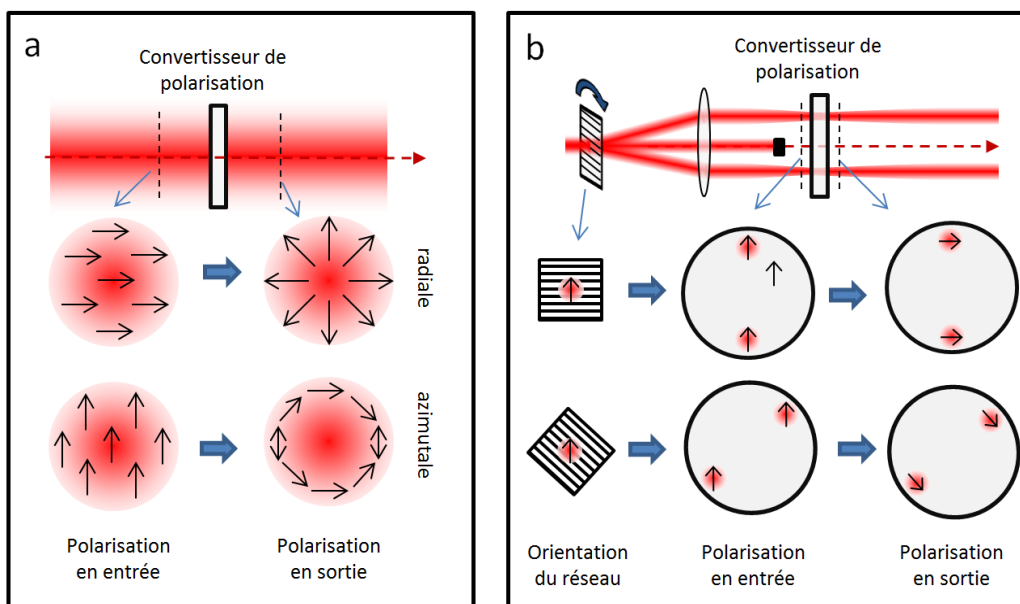 a
Convertisseur de
polarisation
radiale
azimutale
Polarisation
en entrée
Polarisation
en sortie
b
Convertisseur de
polarisation
Orientation
du réseau
Polarisation
en entrée
Polarisation
en sortie